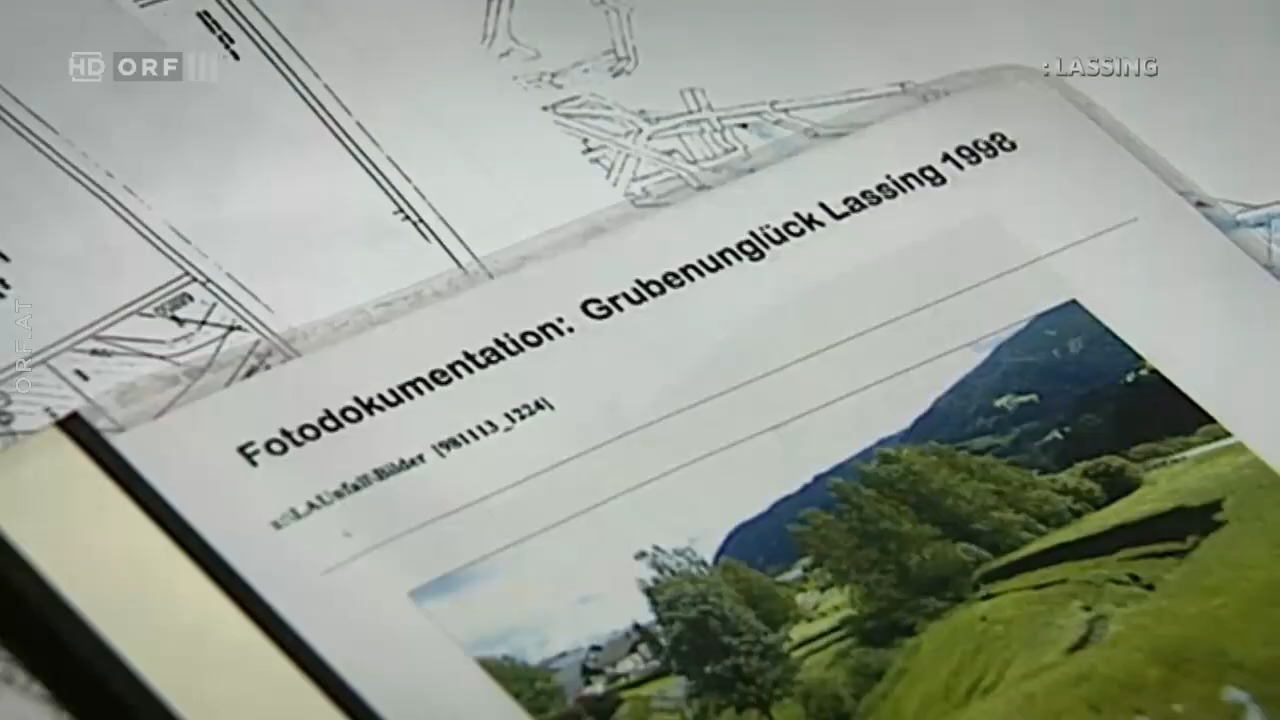 HD ORF III
:LASSING
ORF.AT
Fotodokumentation: Grubenunglück Lassing 1998
[981113_1224]